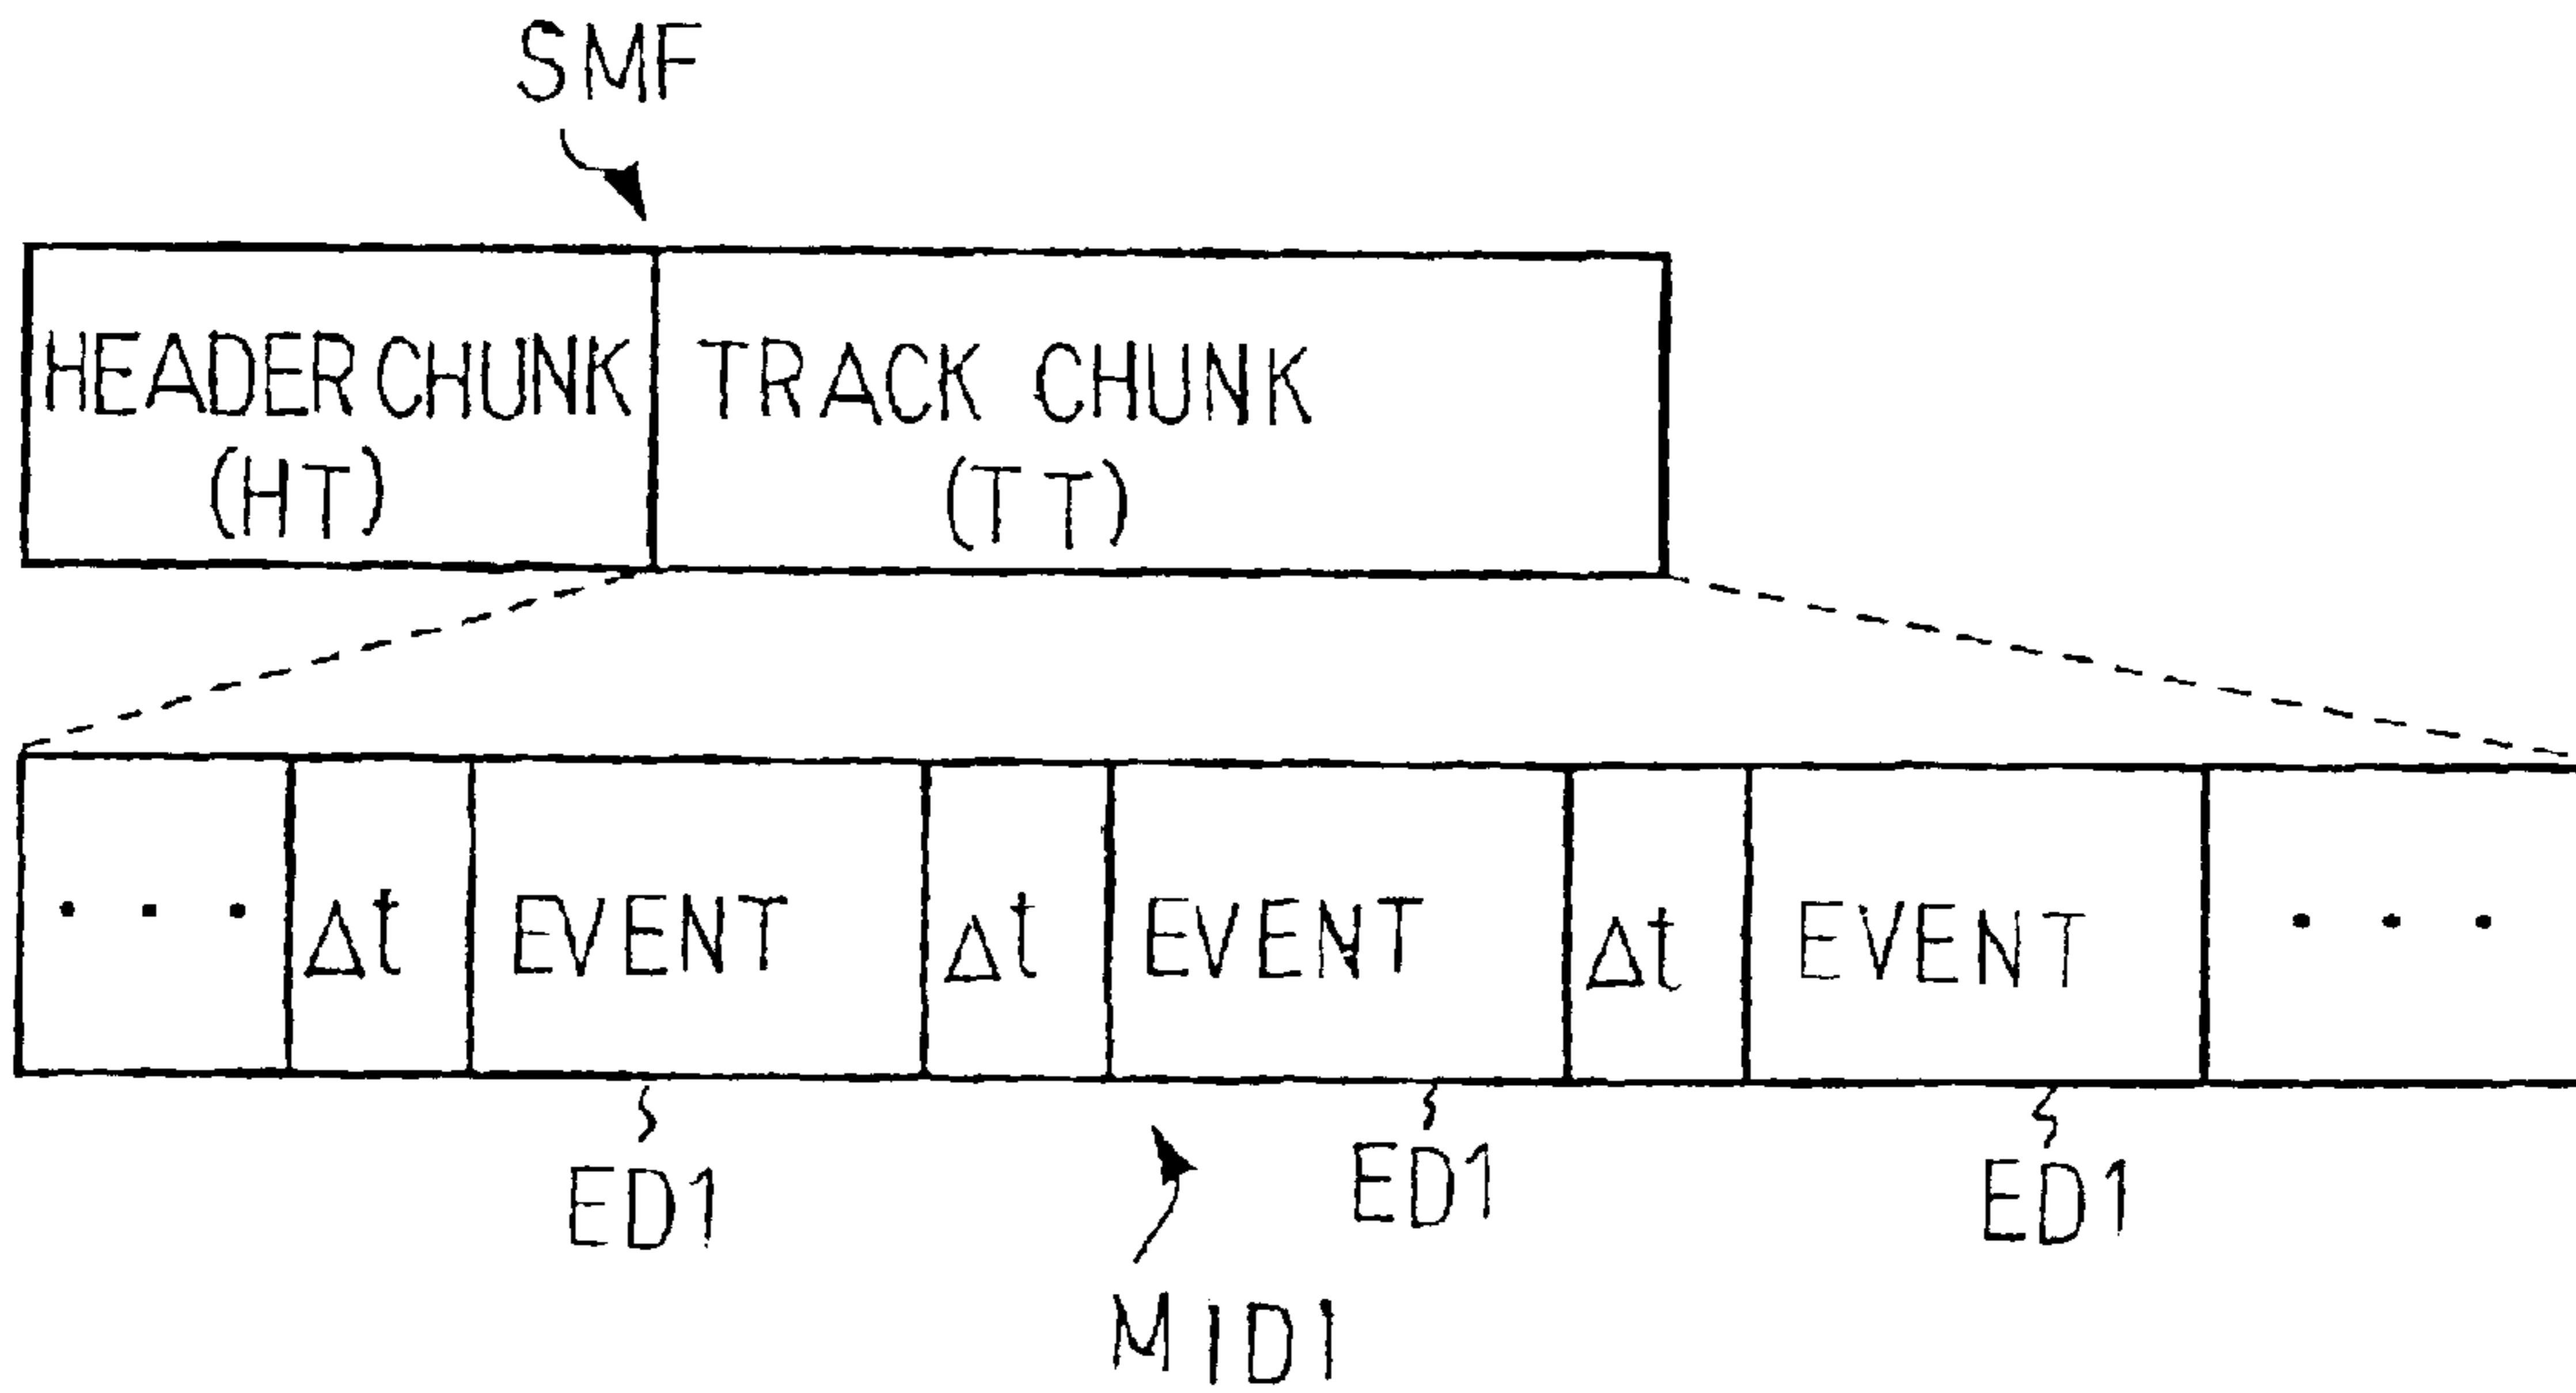 SMF
HEADER CHUNK TRACK CHUNK
(HT) (TT)
... Δt EVENT Δt EVENT Δt EVENT ...
ED1 ED1 ED1
MIDI